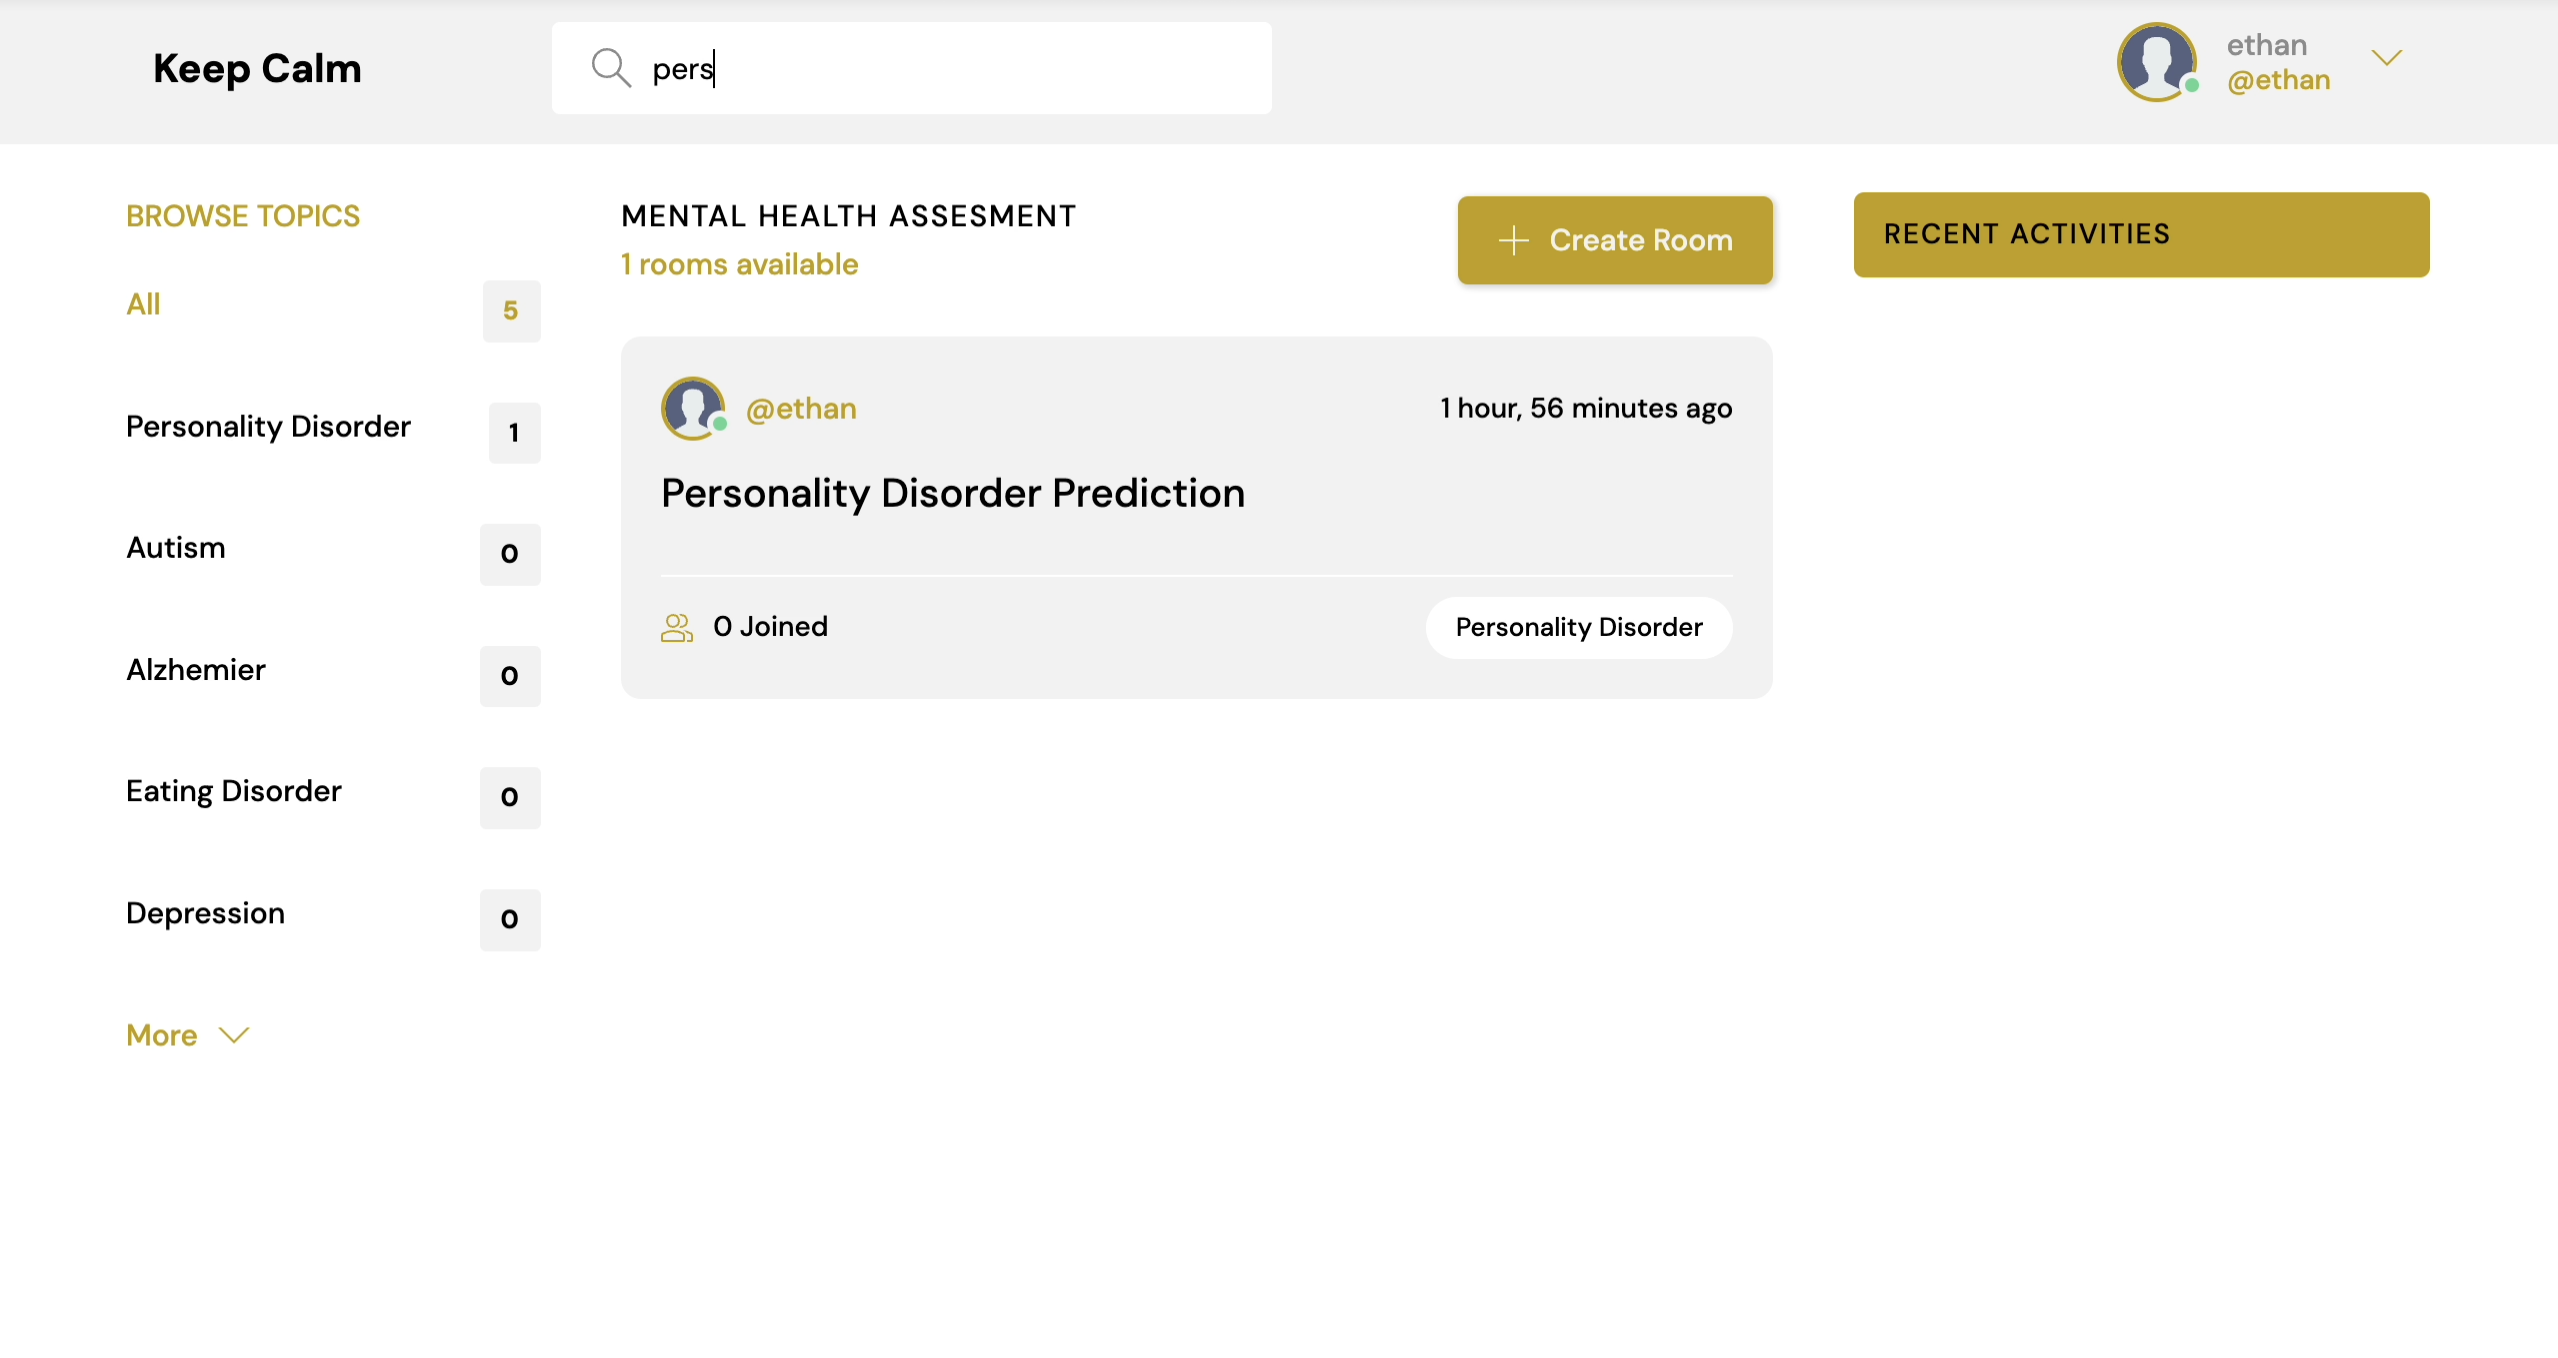 Keep Calm
pers
ethan
@ethan
BROWSE TOPICS
All 5
Personality Disorder 1
Autism 0
Alzhemier 0
Eating Disorder 0
Depression 0
More
MENTAL HEALTH ASSESMENT
1 rooms available
Create Room
@ethan
1 hour, 56 minutes ago
Personality Disorder Prediction
0 Joined
Personality Disorder
RECENT ACTIVITIES